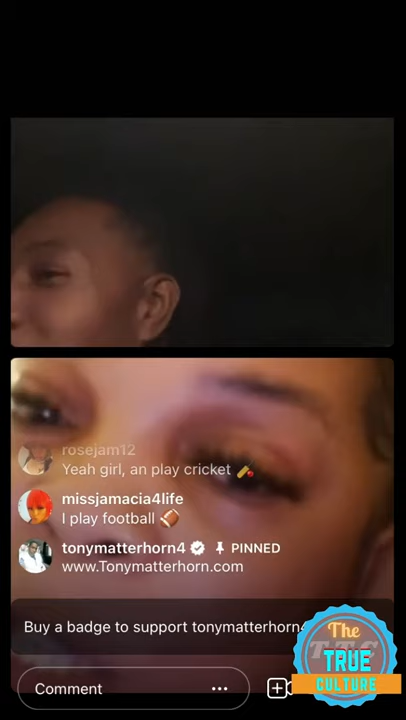 rosejam12
Yeah girl, an play cricket 🏏
missjamacia4life
I play football 🏈
tonymatterhorn4 PINNED
www.Tonymatterhorn.com
Buy a badge to support tonymatterhorn4
The
TRUE
CULTURE
Comment